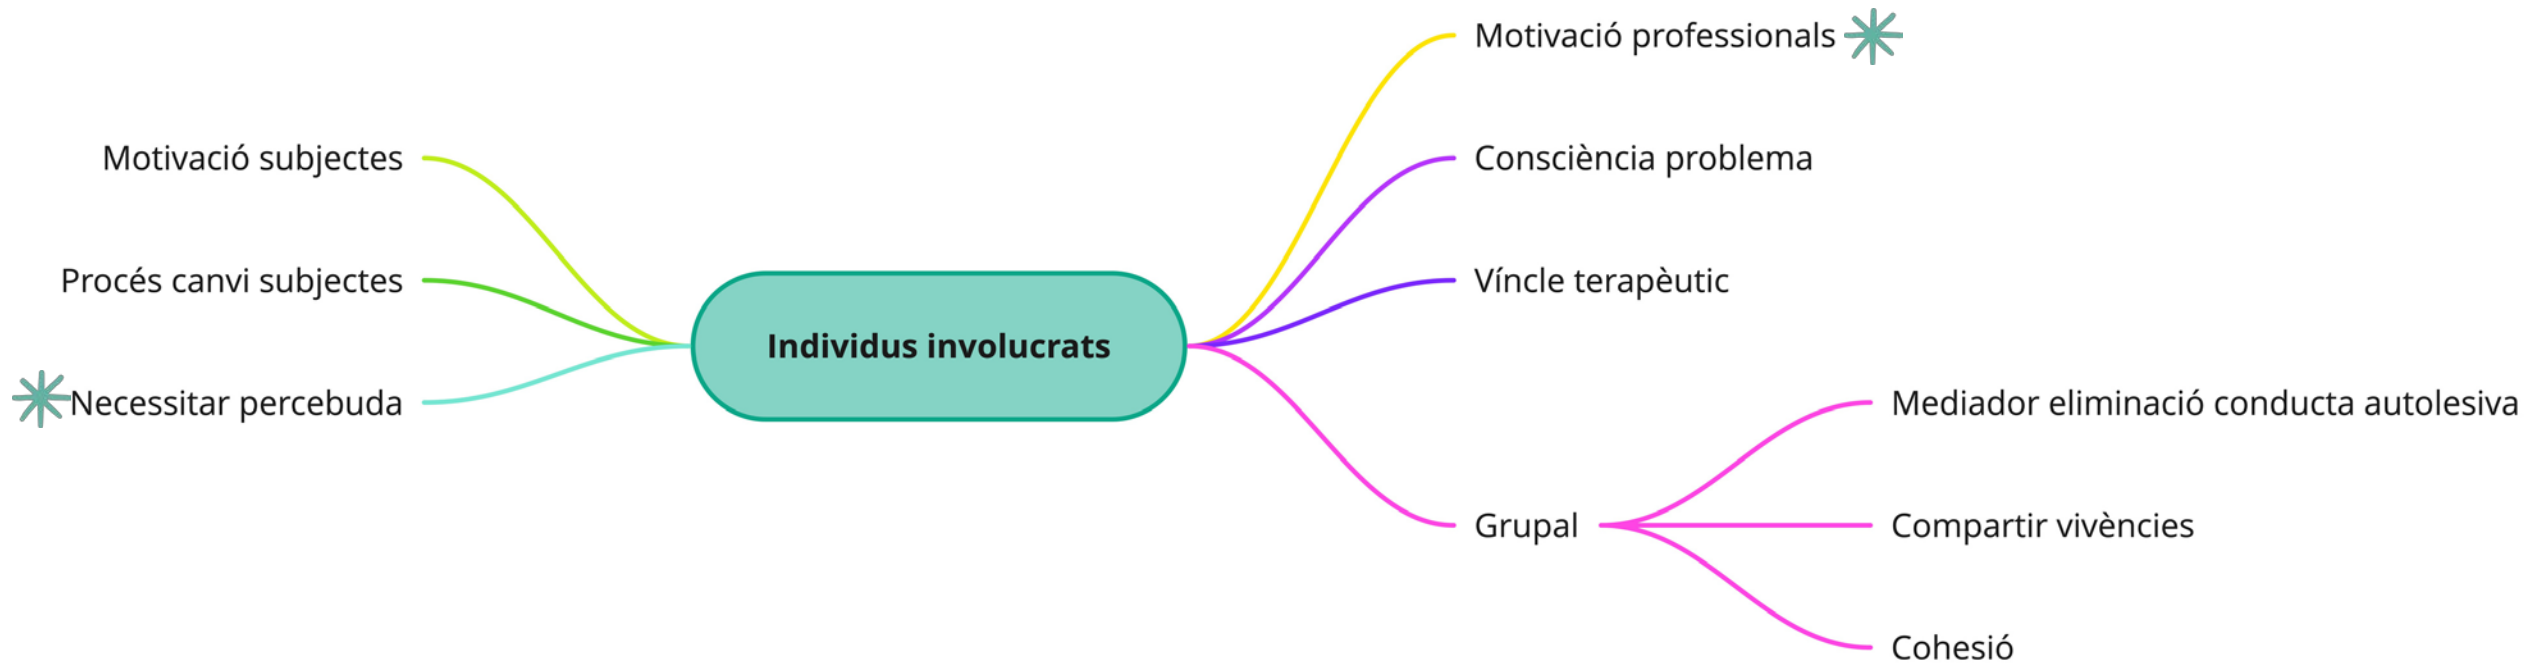 Motivació professionals
Motivació subjectes
Consciència problema
Procés canvi subjectes
Víncle terapèutic
Individus involucrats
Necessitar percebuda
Mediador eliminació conducta autolesiva
Grupal
Compartir vivències
Cohesió